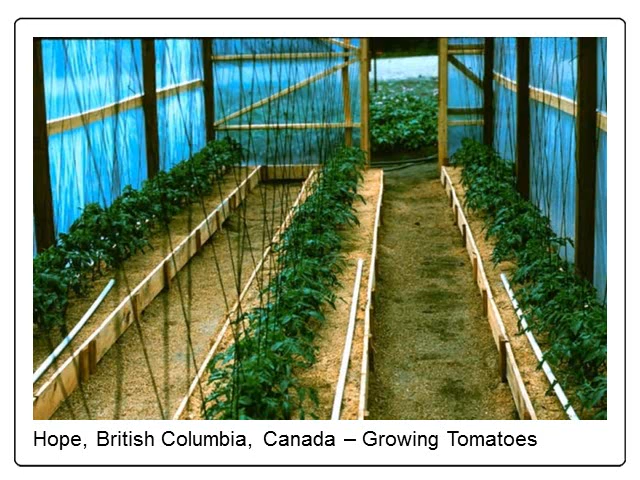 Hope, British Columbia, Canada – Growing Tomatoes